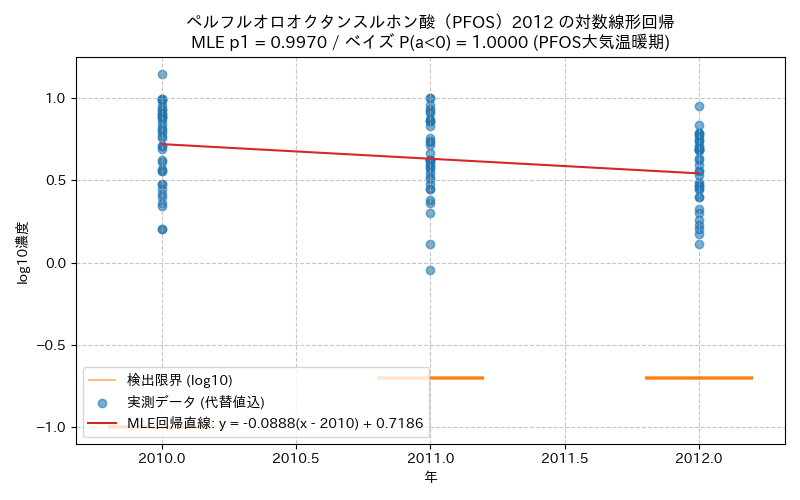 ペルフルオロオクタンスルホン酸（PFOS）2012 の対数線形回帰
MLE p1 = 0.9970 / ベイズ P(a<0) = 1.0000 (PFOS大気温暖期)
log10濃度
1.0
0.5
0.0
−0.5
−1.0
検出限界 (log10)
実測データ (代替値込)
MLE回帰直線: y = -0.0888(x - 2010) + 0.7186
2010.0 2010.5 2011.0 2011.5 2012.0
年